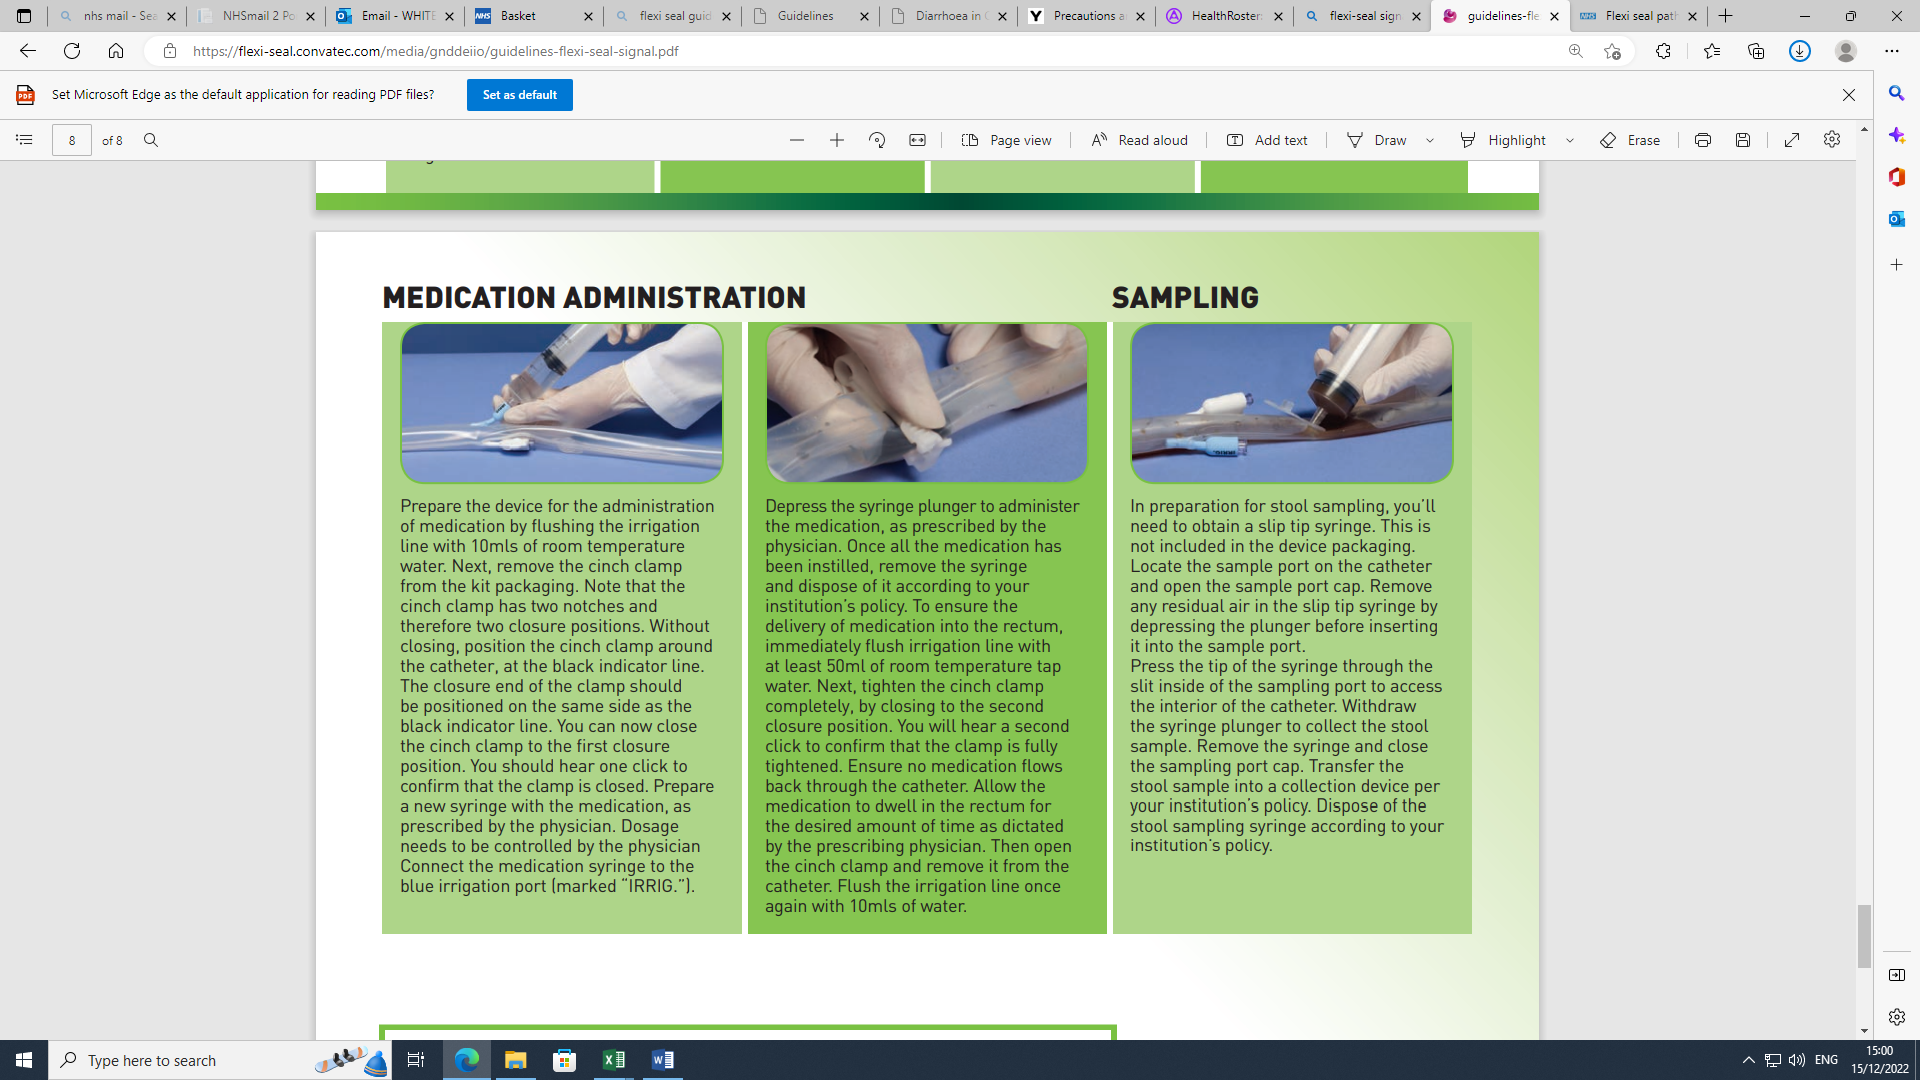 nhs mail - Sea
NHSmail 2 Po
Email - WHITE
Basket
flexi seal guid
Guidelines
Diarrhoea in C
Precautions a
HealthRoster
flexi-seal sign
guidelines-fle
Flexi seal path
https://flexi-seal.convatec.com/media/gnddeiio/guidelines-flexi-seal-signal.pdf
Set Microsoft Edge as the default application for reading PDF files?
Set as default
8 of 8
Page view
Read aloud
Add text
Draw
Highlight
Erase
MEDICATION ADMINISTRATION
Prepare the device for the administration
of medication by flushing the irrigation
line with 10mls of room temperature
water. Next, remove the cinch clamp
from the kit packaging. Note that the
cinch clamp has two notches and
therefore two closure positions. Without
closing, position the cinch clamp around
the catheter, at the black indicator line.
The closure end of the clamp should
be positioned on the same side as the
black indicator line. You can now close
the cinch clamp to the first closure
position. You should hear one click to
confirm that the clamp is closed. Prepare
a new syringe with the medication, as
prescribed by the physician. Dosage
needs to be controlled by the physician
Connect the medication syringe to the
blue irrigation port (marked “IRRIG.”).
Depress the syringe plunger to administer
the medication, as prescribed by the
physician. Once all the medication has
been instilled, remove the syringe
and dispose of it according to your
institution’s policy. To ensure the
delivery of medication into the rectum,
immediately flush irrigation line with
at least 50ml of room temperature tap
water. Next, tighten the cinch clamp
completely, by closing to the second
closure position. You will hear a second
click to confirm that the clamp is fully
tightened. Ensure no medication flows
back through the catheter. Allow the
medication to dwell in the rectum for
the desired amount of time as dictated
by the prescribing physician. Then open
the cinch clamp and remove it from the
catheter. Flush the irrigation line once
again with 10mls of water.
SAMPLING
In preparation for stool sampling, you’ll
need to obtain a slip tip syringe. This is
not included in the device packaging.
Locate the sample port on the catheter
and open the sample port cap. Remove
any residual air in the slip tip syringe by
depressing the plunger before inserting
it into the sample port.
Press the tip of the syringe through the
slit inside of the sampling port to access
the interior of the catheter. Withdraw
the syringe plunger to collect the stool
sample. Remove the syringe and close
the sampling port cap. Transfer the
stool sample into a collection device per
your institution’s policy. Dispose of the
stool sampling syringe according to your
institution’s policy.
Type here to search
ENG
15:00
15/12/2022